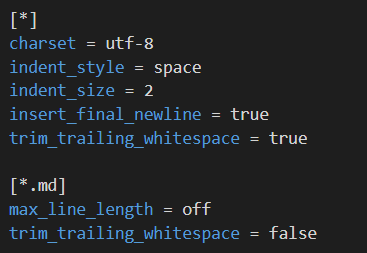 [*]
charset = utf-8
indent_style = space
indent_size = 2
insert_final_newline = true
trim_trailing_whitespace = true

[*.md]
max_line_length = off
trim_trailing_whitespace = false